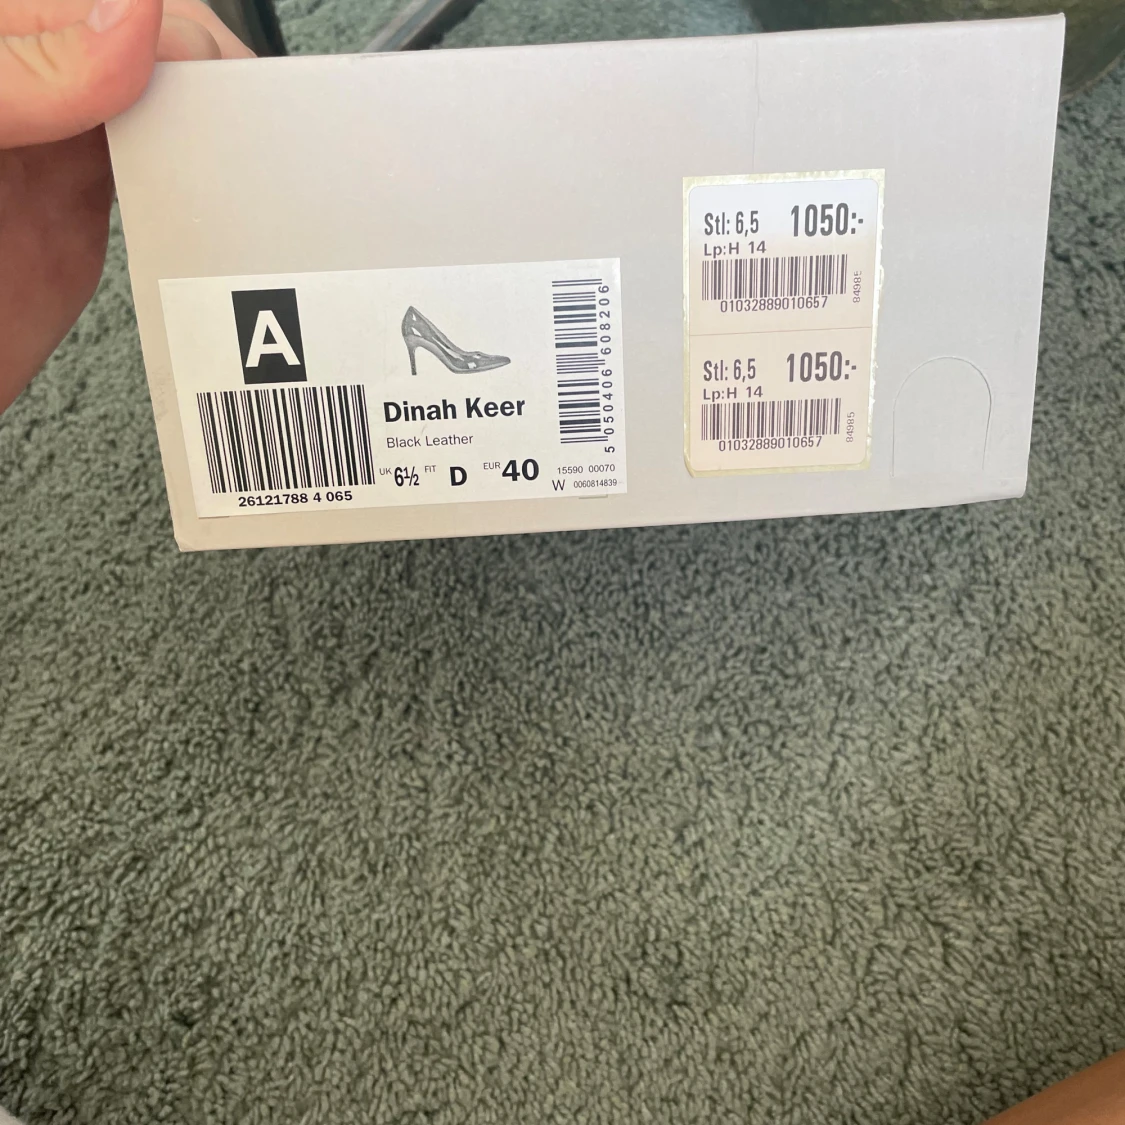 A
26121788 4 065
Dinah Keer
Black Leather
UK 6½ FIT D EUR 40
5 050406 608206
15590 00070
W 0060814839
Stl: 6,5 1050:-
Lp:H 14
01032889010657
84985
Stl: 6,5 1050:-
Lp:H 14
01032889010657
84985